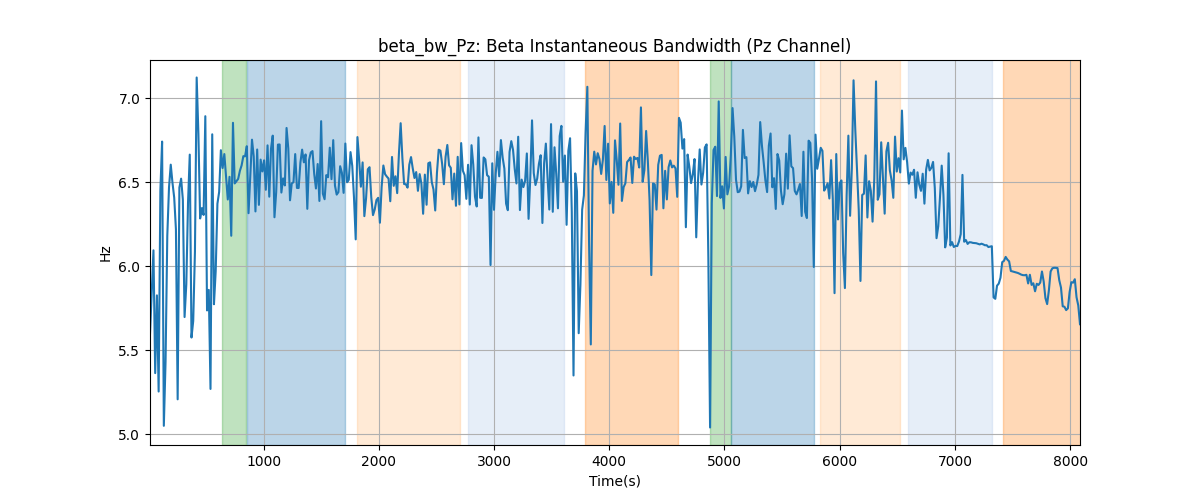 beta_bw_Pz: Beta Instantaneous Bandwidth (Pz Channel)
7.0
6.5
6.0
5.5
5.0
Hz
1000 2000 3000 4000 5000 6000 7000 8000
Time(s)